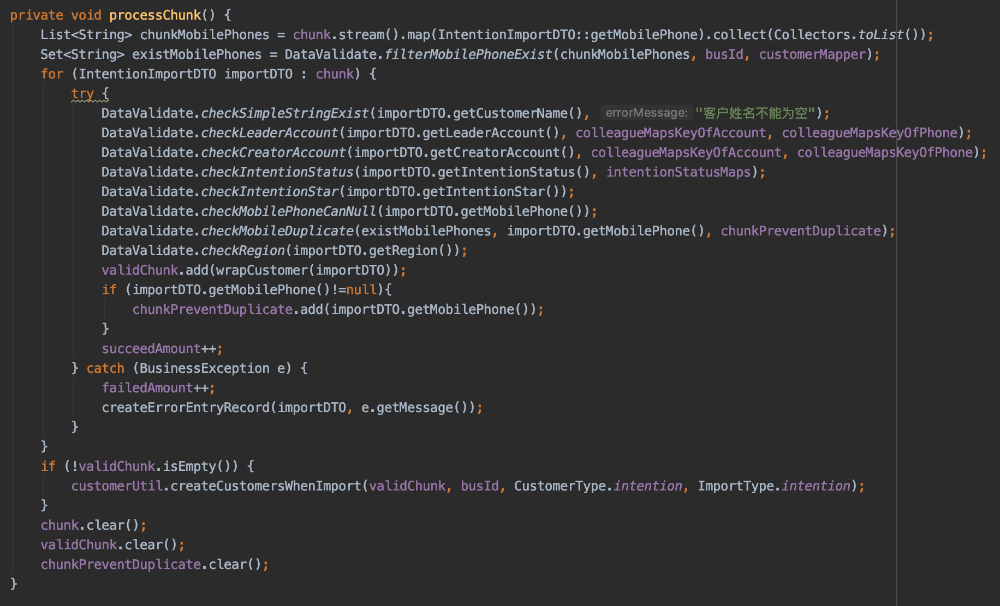 private void processChunk() {
    List<String> chunkMobilePhones = chunk.stream().map(IntentionImportDTO::getMobilePhone).collect(Collectors.toList());
    Set<String> existMobilePhones = DataValidate.filterMobilePhoneExist(chunkMobilePhones, busId, customerMapper);
    for (IntentionImportDTO importDTO : chunk) {
        try {
            DataValidate.checkSimpleStringExist(importDTO.getCustomerName(), errorMessage: "客户姓名不能为空");
            DataValidate.checkLeaderAccount(importDTO.getLeaderAccount(), colleagueMapsKeyOfAccount, colleagueMapsKeyOfPhone);
            DataValidate.checkCreatorAccount(importDTO.getCreatorAccount(), colleagueMapsKeyOfAccount, colleagueMapsKeyOfPhone);
            DataValidate.checkIntentionStatus(importDTO.getIntentionStatus(), intentionStatusMaps);
            DataValidate.checkIntentionStar(importDTO.getIntentionStar());
            DataValidate.checkMobilePhoneCanNull(importDTO.getMobilePhone());
            DataValidate.checkMobileDuplicate(existMobilePhones, importDTO.getMobilePhone(), chunkPreventDuplicate);
            DataValidate.checkRegion(importDTO.getRegion());
            validChunk.add(wrapCustomer(importDTO));
            if (importDTO.getMobilePhone()!=null){
                chunkPreventDuplicate.add(importDTO.getMobilePhone());
            }
            succeedAmount++;
        } catch (BusinessException e) {
            failedAmount++;
            createErrorEntryRecord(importDTO, e.getMessage());
        }
    }
    if (!validChunk.isEmpty()) {
        customerUtil.createCustomersWhenImport(validChunk, busId, CustomerType.intention, ImportType.intention);
    }
    chunk.clear();
    validChunk.clear();
    chunkPreventDuplicate.clear();
}